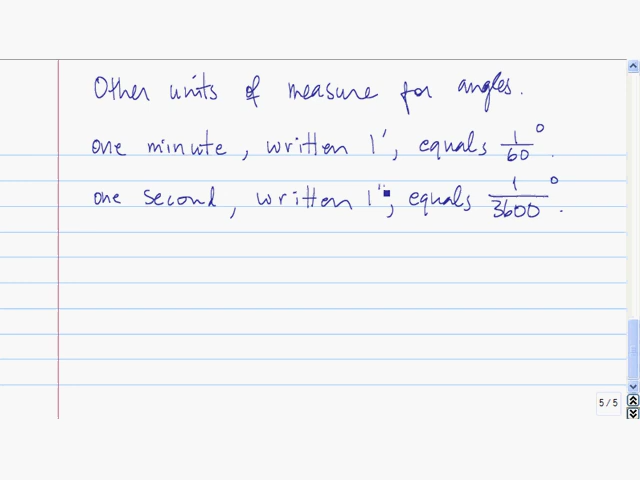 Other units of measure for angles.
one minute, written 1', equals 1/60°.
one second, written 1", equals 1/3600°.
5/5